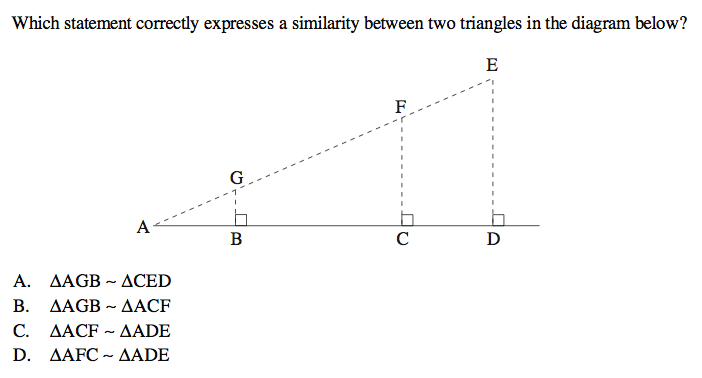 Which statement correctly expresses a similarity between two triangles in the diagram below?
E
F
G
A
B
C
D
A. ΔAGB ~ ΔCED
B. ΔAGB ~ ΔACF
C. ΔACF ~ ΔADE
D. ΔAFC ~ ΔADE